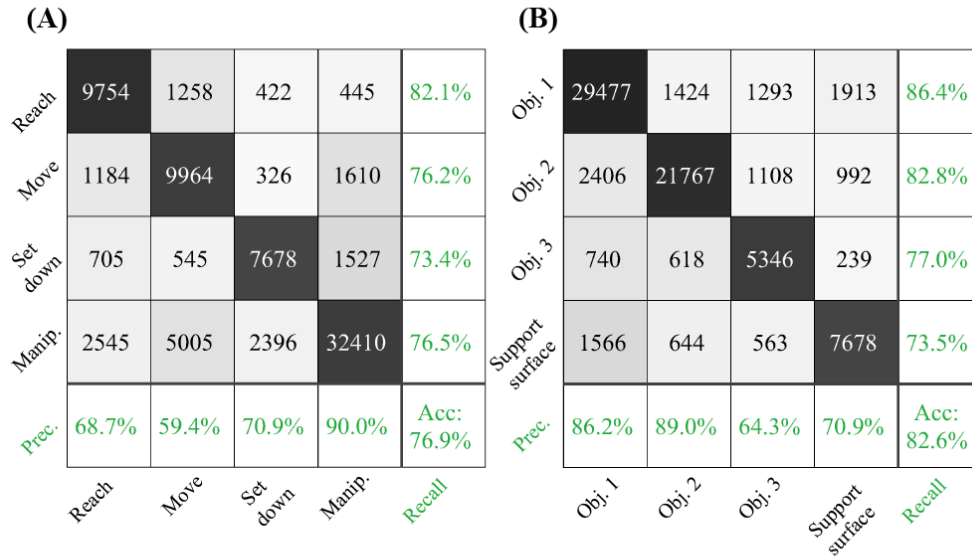 (A)
Reach 9754 1258 422 445 82.1%
Move 1184 9964 326 1610 76.2%
Set
down 705 545 7678 1527 73.4%
Manip. 2545 5005 2396 32410 76.5%
Prec. 68.7% 59.4% 70.9% 90.0% Acc:
76.9%
Reach Move Set
down Manip. Recall
(B)
Obj. 1 29477 1424 1293 1913 86.4%
Obj. 2 2406 21767 1108 992 82.8%
Obj. 3 740 618 5346 239 77.0%
Support
surface 1566 644 563 7678 73.5%
Prec. 86.2% 89.0% 64.3% 70.9% Acc:
82.6%
Obj. 1 Obj. 2 Obj. 3 Support
surface Recall